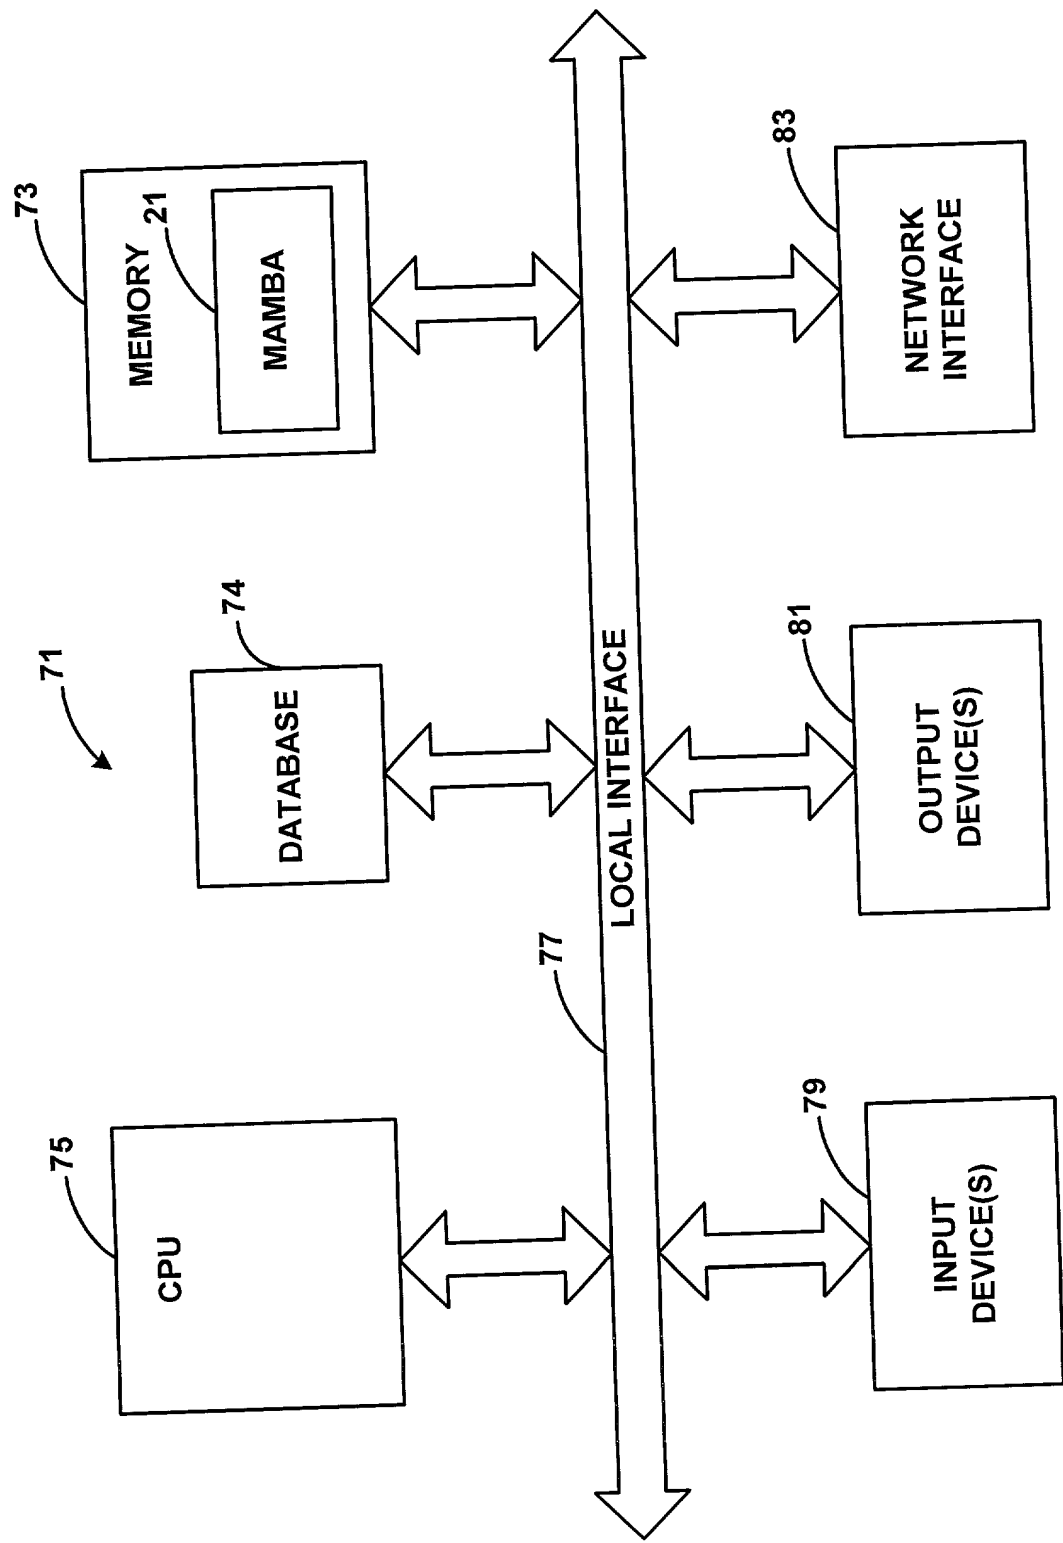 71
75
CPU
74
DATABASE
73
MEMORY
21
MAMBA
77
LOCAL INTERFACE
79
INPUT
DEVICE(S)
81
OUTPUT
DEVICE(S)
83
NETWORK
INTERFACE